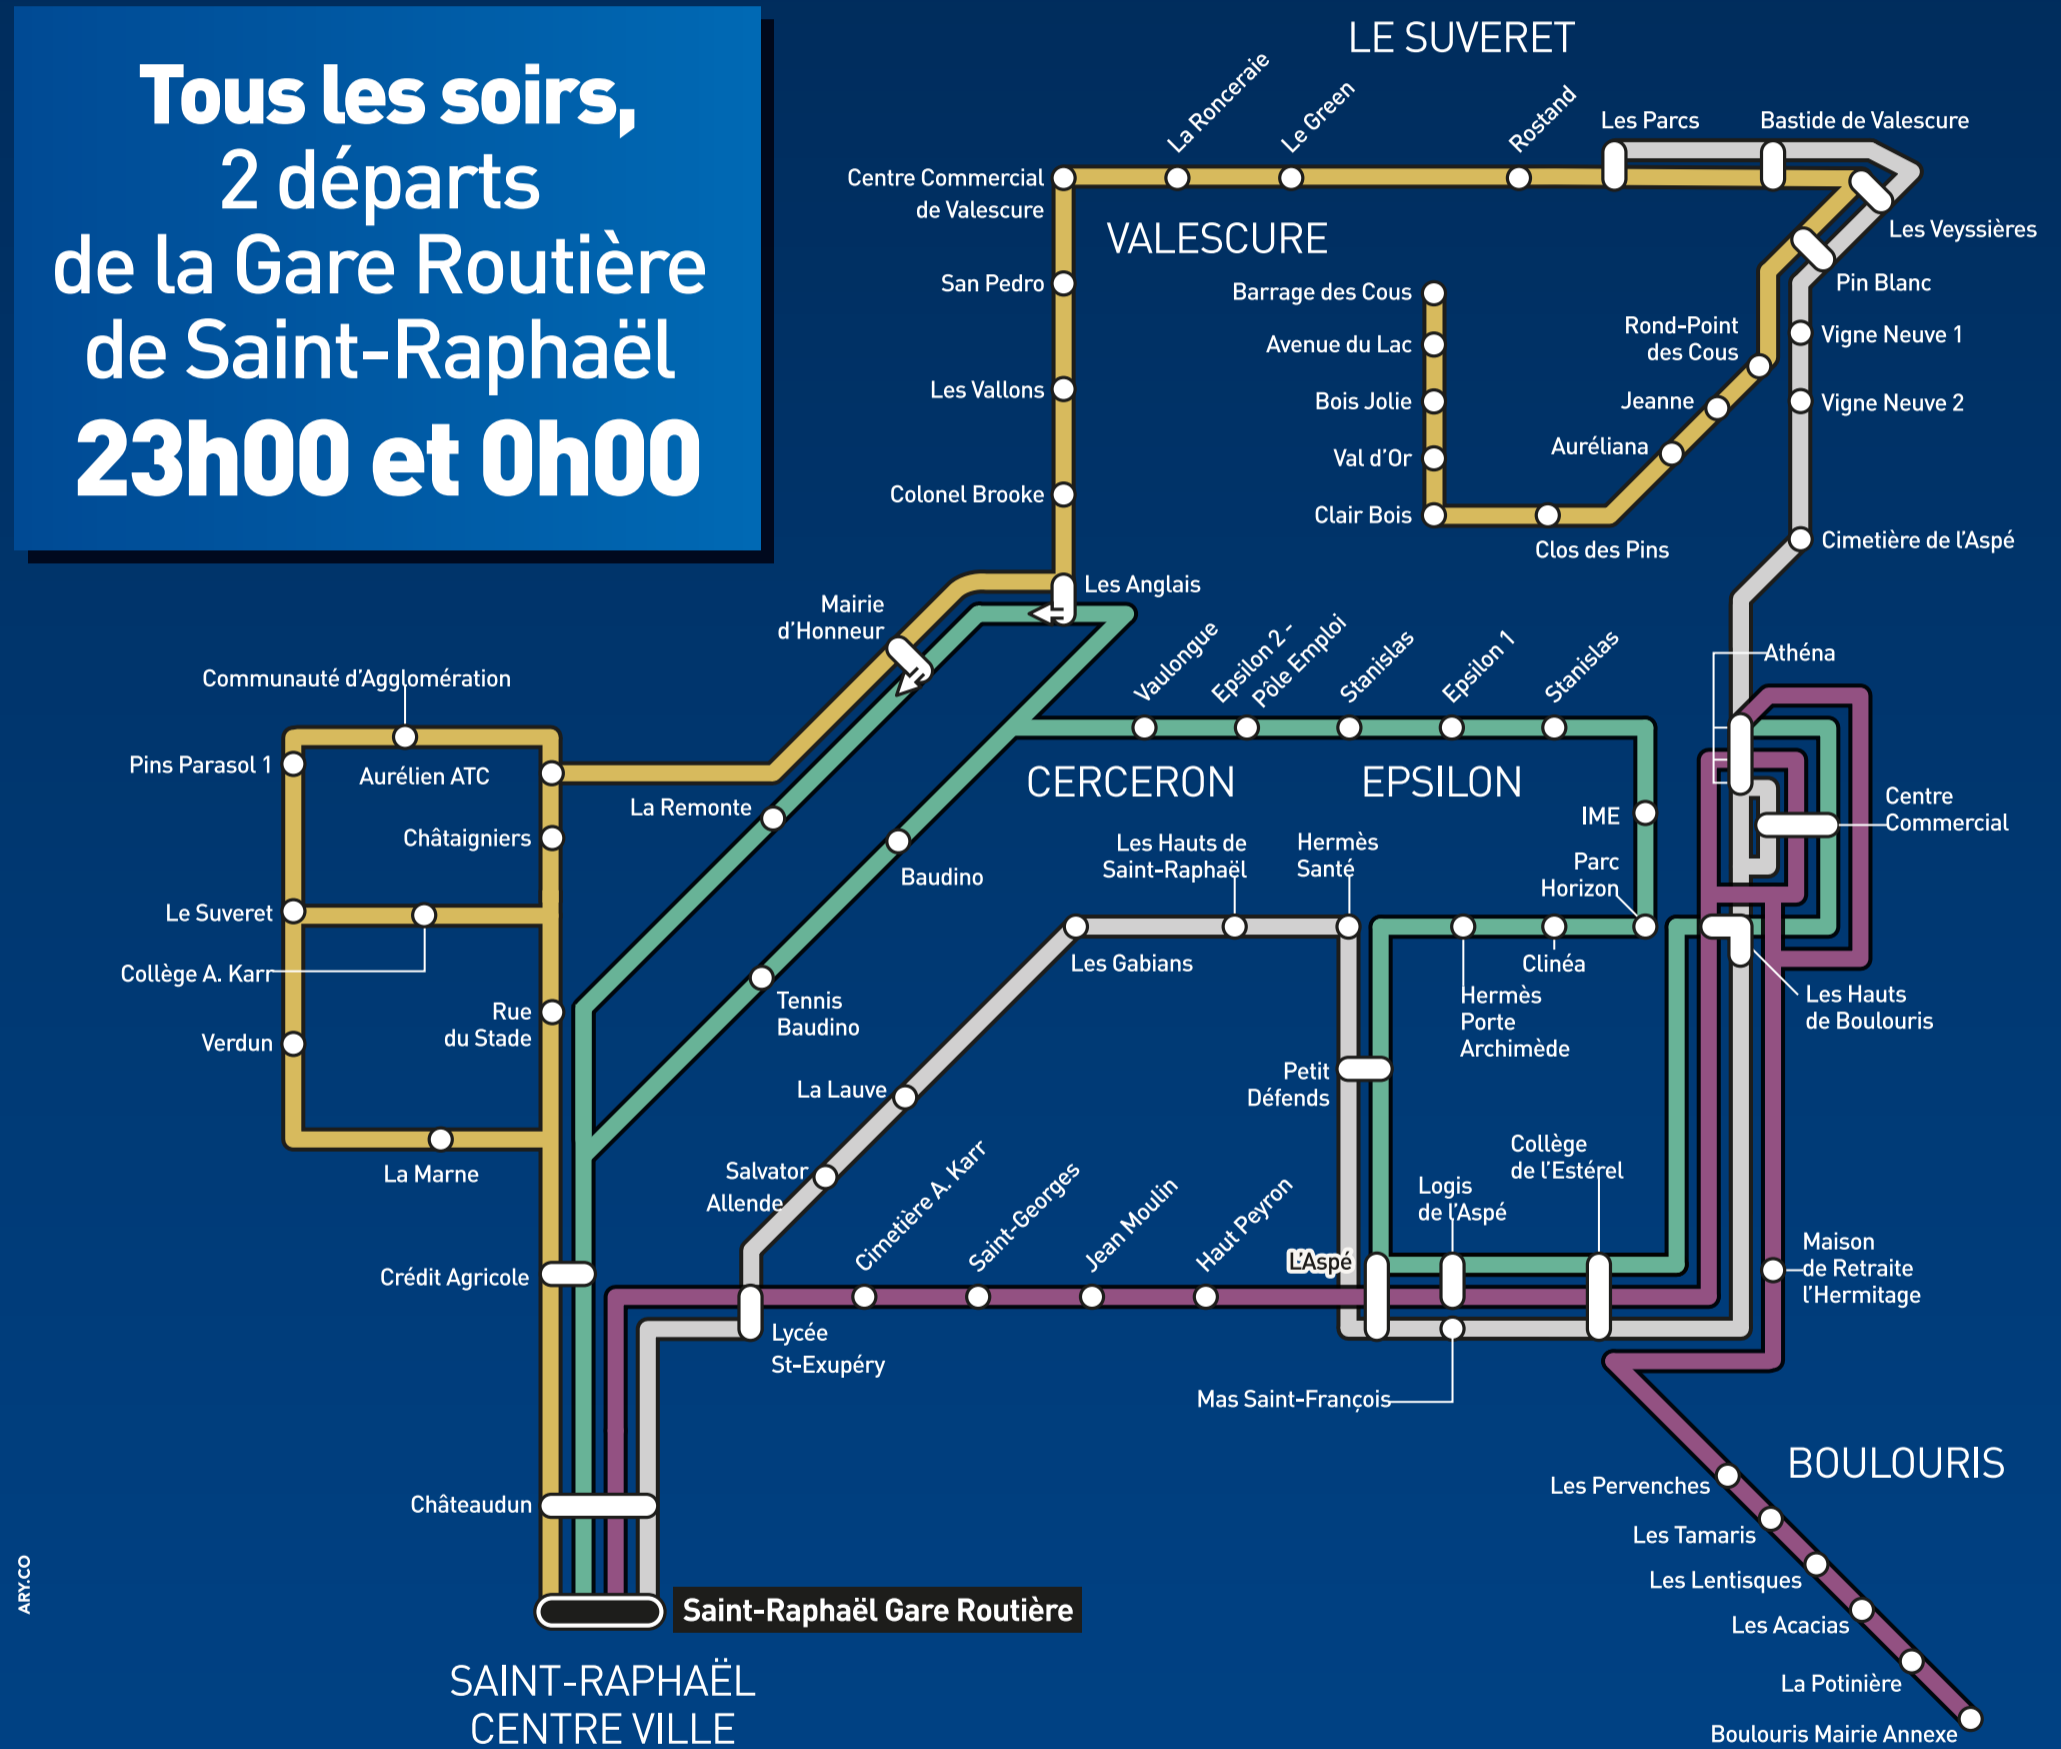 Tous les soirs,
2 départs
de la Gare Routière
de Saint-Raphaël
23h00 et 0h00
LE SUVERET
La Ronceraie
Le Green
Rostand
Les Parcs
Bastide de Valescure
Centre Commercial
de Valescure
VALESCURE
Les Veyssières
San Pedro
Barrage des Cous
Pin Blanc
Rond-Point
des Cous
Vigne Neuve 1
Avenue du Lac
Les Vallons
Bois Jolie
Jeanne
Vigne Neuve 2
Auréliana
Val d'Or
Colonel Brooke
Clair Bois
Clos des Pins
Cimetière de l'Aspé
Les Anglais
Mairie
d'Honneur
Vaulongue
Epsilon 2 -
Pôle Emploi
Stanislas
Epsilon 1
Stanislas
Athéna
Communauté d'Agglomération
Pins Parasol 1
Aurélien ATC
CERCERON
EPSILON
La Remonte
Centre
Commercial
IME
Châtaigniers
Les Hauts de
Saint-Raphaël
Hermès
Santé
Parc
Horizon
Baudino
Le Suveret
Collège A. Karr
Les Gabians
Clinéa
Hermès
Porte
Archimède
Les Hauts
de Boulouris
Rue
du Stade
Tennis
Baudino
Verdun
La Lauve
Petit
Défends
La Marne
Salvator
Allende
Cimetière A. Karr
Saint-Georges
Jean Moulin
Haut Peyron
L'Aspé
Logis
de l'Aspé
Collège
de l'Estérel
Maison
de Retraite
l'Hermitage
Crédit Agricole
Lycée
St-Exupéry
Mas Saint-François
BOULOURIS
Les Pervenches
Châteaudun
Les Tamaris
Les Lentisques
Les Acacias
La Potinière
Boulouris Mairie Annexe
ARY.CO
Saint-Raphaël Gare Routière
SAINT-RAPHAËL
CENTRE VILLE